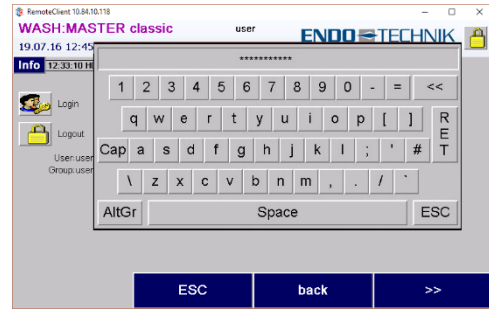 RemoteClient 10.84.10.118
WASH:MASTER classic user ENDO TECHNIK
19.07.16 12:45
Info 12:33:10
***********
1 2 3 4 5 6 7 8 9 0 - = <<
q w e r t y u i o p [ ] RET
Cap a s d f g h j k l ; ' #
\ z x c v b n m , . / `
AltGr Space ESC
Login
Logout
User: user
Group: user
ESC back >>